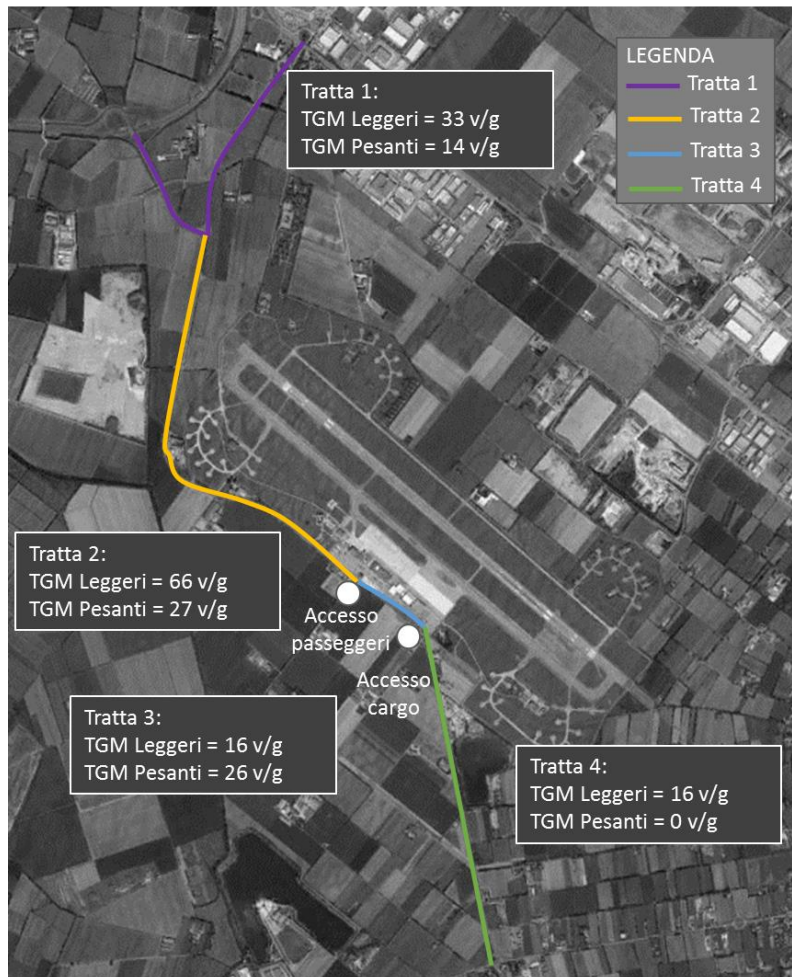 LEGENDA
Tratta 1
Tratta 2
Tratta 3
Tratta 4
Tratta 1:
TGM Leggeri = 33 v/g
TGM Pesanti = 14 v/g
Tratta 2:
TGM Leggeri = 66 v/g
TGM Pesanti = 27 v/g
Accesso
passeggeri
Accesso
cargo
Tratta 3:
TGM Leggeri = 16 v/g
TGM Pesanti = 26 v/g
Tratta 4:
TGM Leggeri = 16 v/g
TGM Pesanti = 0 v/g